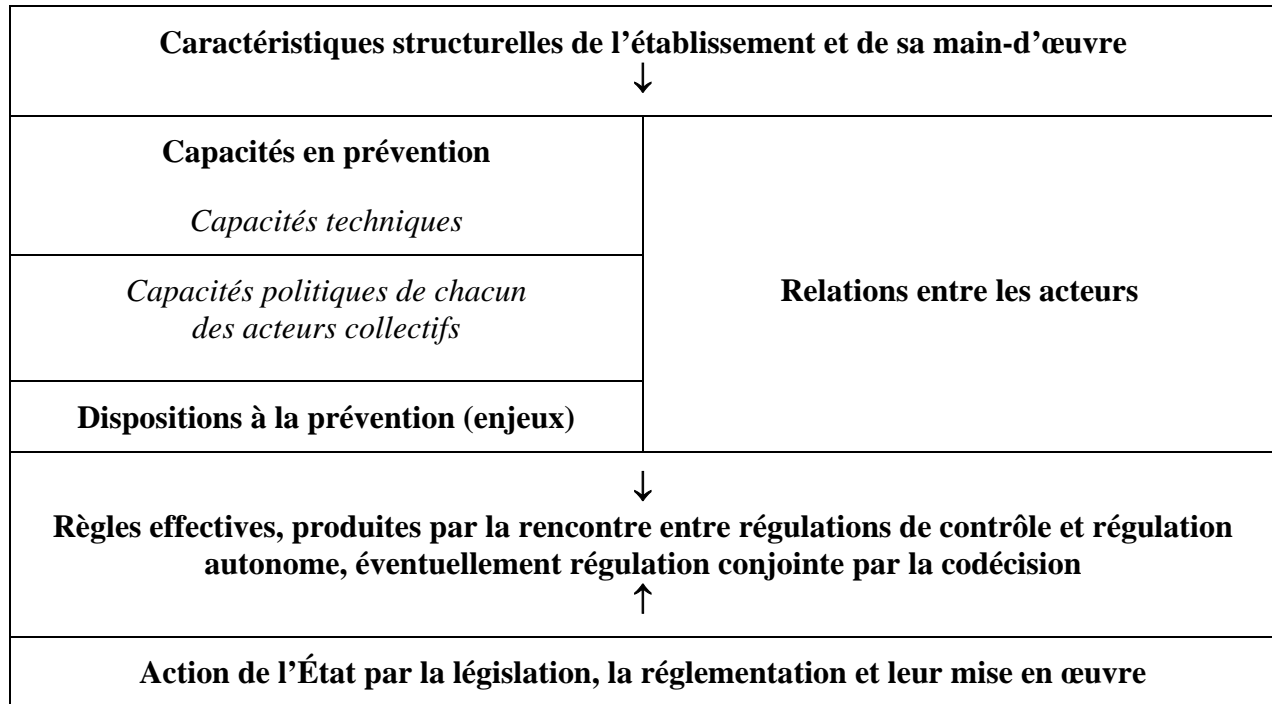 Caractéristiques structurelles de l’établissement et de sa main-d’œuvre
↓
Capacités en prévention
Capacités techniques
Capacités politiques de chacun
des acteurs collectifs
Dispositions à la prévention (enjeux)
Relations entre les acteurs
↓
Règles effectives, produites par la rencontre entre régulations de contrôle et régulation
autonome, éventuellement régulation conjointe par la codécision
↑
Action de l’État par la législation, la réglementation et leur mise en œuvre